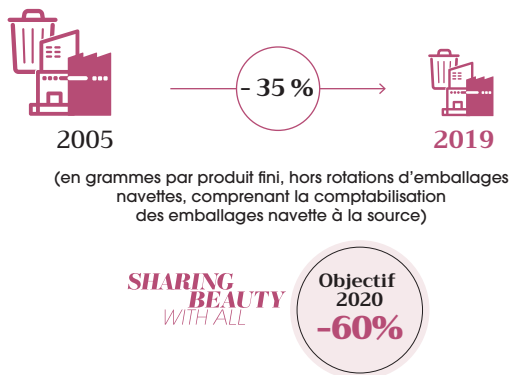 - 35 %
2005
2019
(en grammes par produit fini, hors rotations d’emballages
navettes, comprenant la comptabilisation
des emballages navette à la source)
SHARING
BEAUTY
WITH ALL
Objectif
2020
-60%